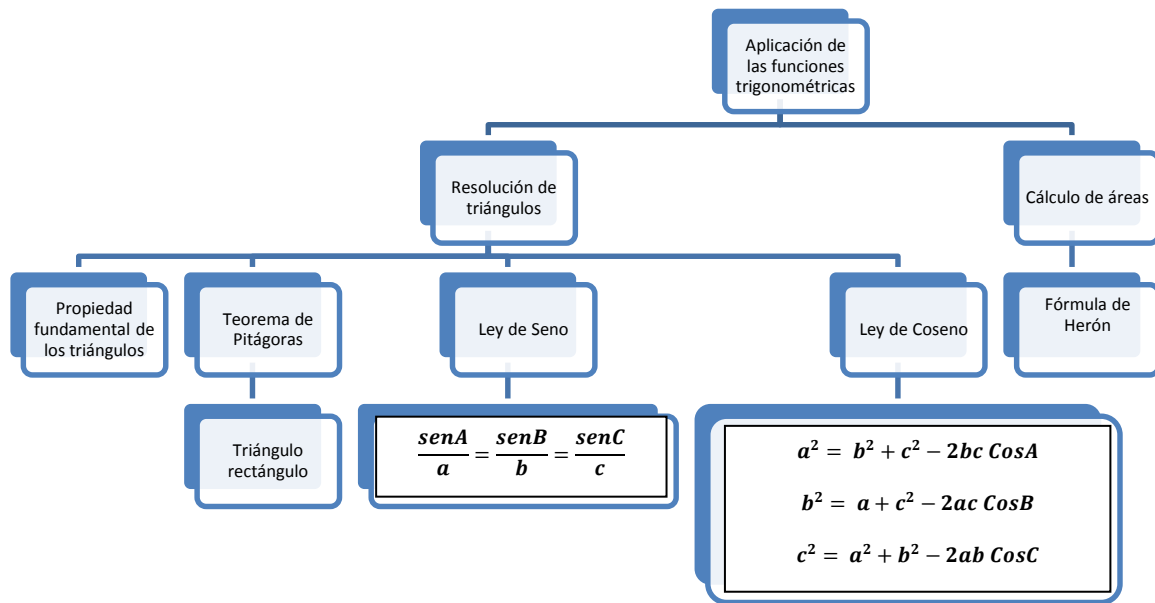 Aplicación de
las funciones
trigonométricas
Resolución de
triángulos
Cálculo de áreas
Propiedad
fundamental de
los triángulos
Teorema de
Pitágoras
Ley de Seno
Ley de Coseno
Fórmula de
Herón
Triángulo
rectángulo
senA/a = senB/b = senC/c
a² = b² + c² − 2bc CosA
b² = a + c² − 2ac CosB
c² = a² + b² − 2ab CosC